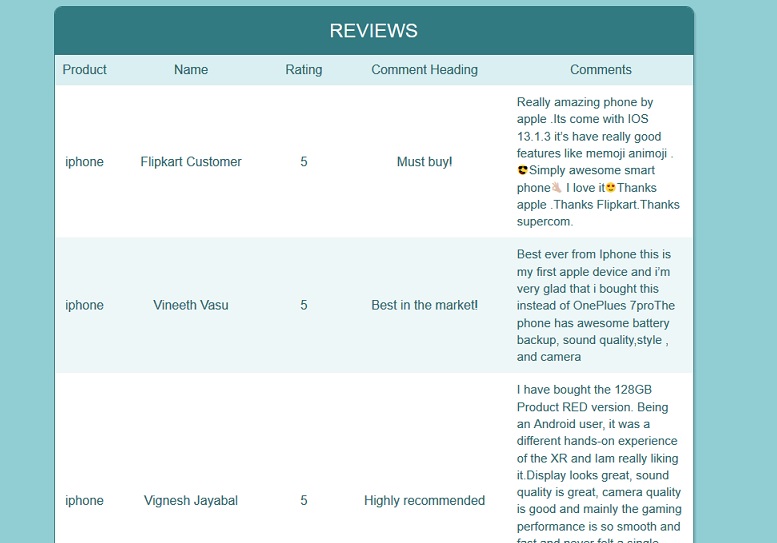 REVIEWS
Product Name Rating Comment Heading Comments
iphone Flipkart Customer 5 Must buy!
Really amazing phone by
apple .Its come with IOS
13.1.3 it's have really good
features like memoji animoji .
😎Simply awesome smart
phone👌🏻 I love it😍Thanks
apple .Thanks Flipkart.Thanks
supercom.
iphone Vineeth Vasu 5 Best in the market!
Best ever from Iphone this is
my first apple device and i'm
very glad that i bought this
instead of OnePlues 7proThe
phone has awesome battery
backup, sound quality,style ,
and camera
iphone Vignesh Jayabal 5 Highly recommended
I have bought the 128GB
Product RED version. Being
an Android user, it was a
different hands-on experience
of the XR and Iam really liking
it.Display looks great, sound
quality is great, camera quality
is good and mainly the gaming
performance is so smooth and
fast and never felt a single